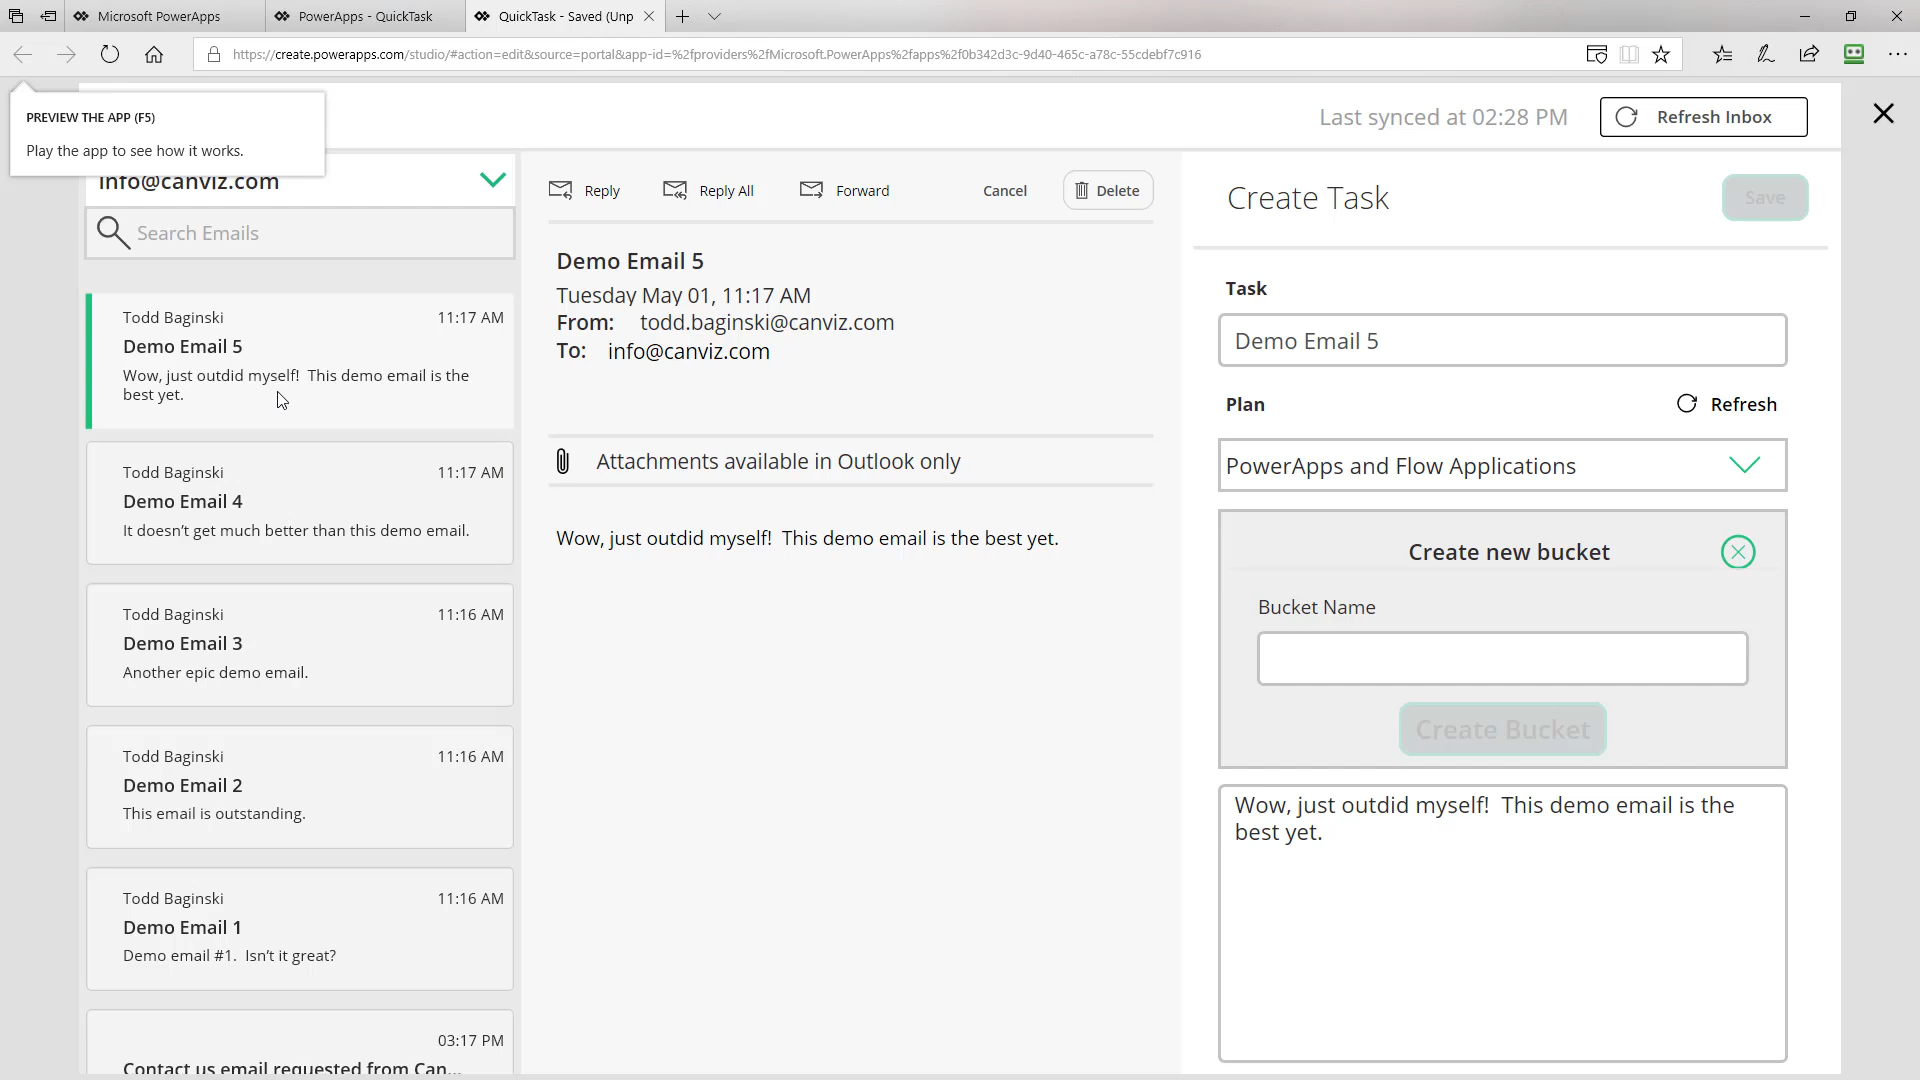 Microsoft PowerApps
PowerApps - QuickTask
QuickTask - Saved (Unp
https://create.powerapps.com/studio/#action=edit&source=portal&app-id=%2fproviders%2fMicrosoft.PowerApps%2fapps%2f0b342d3c-9d40-465c-a78c-55cdebf7c916
PREVIEW THE APP (F5)
Play the app to see how it works.
Last synced at 02:28 PM
Refresh Inbox
info@canviz.com
Search Emails
Todd Baginski 11:17 AM
Demo Email 5
Wow, just outdid myself!  This demo email is the
best yet.
Todd Baginski 11:17 AM
Demo Email 4
It doesn't get much better than this demo email.
Todd Baginski 11:16 AM
Demo Email 3
Another epic demo email.
Todd Baginski 11:16 AM
Demo Email 2
This email is outstanding.
Todd Baginski 11:16 AM
Demo Email 1
Demo email #1.  Isn't it great?
03:17 PM
Contact us email requested from Can...
Reply
Reply All
Forward
Cancel
Delete
Demo Email 5
Tuesday May 01, 11:17 AM
From: todd.baginski@canviz.com
To: info@canviz.com
Attachments available in Outlook only
Wow, just outdid myself!  This demo email is the best yet.
Create Task
Save
Task
Demo Email 5
Plan
Refresh
PowerApps and Flow Applications
Create new bucket
Bucket Name
Create Bucket
Wow, just outdid myself!  This demo email is the
best yet.